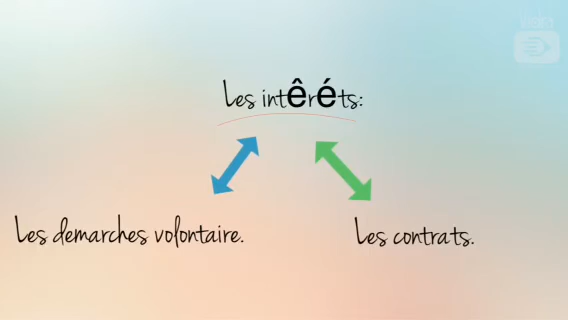 Les intêréts:
Les demarches volontaire.
Les contrats.